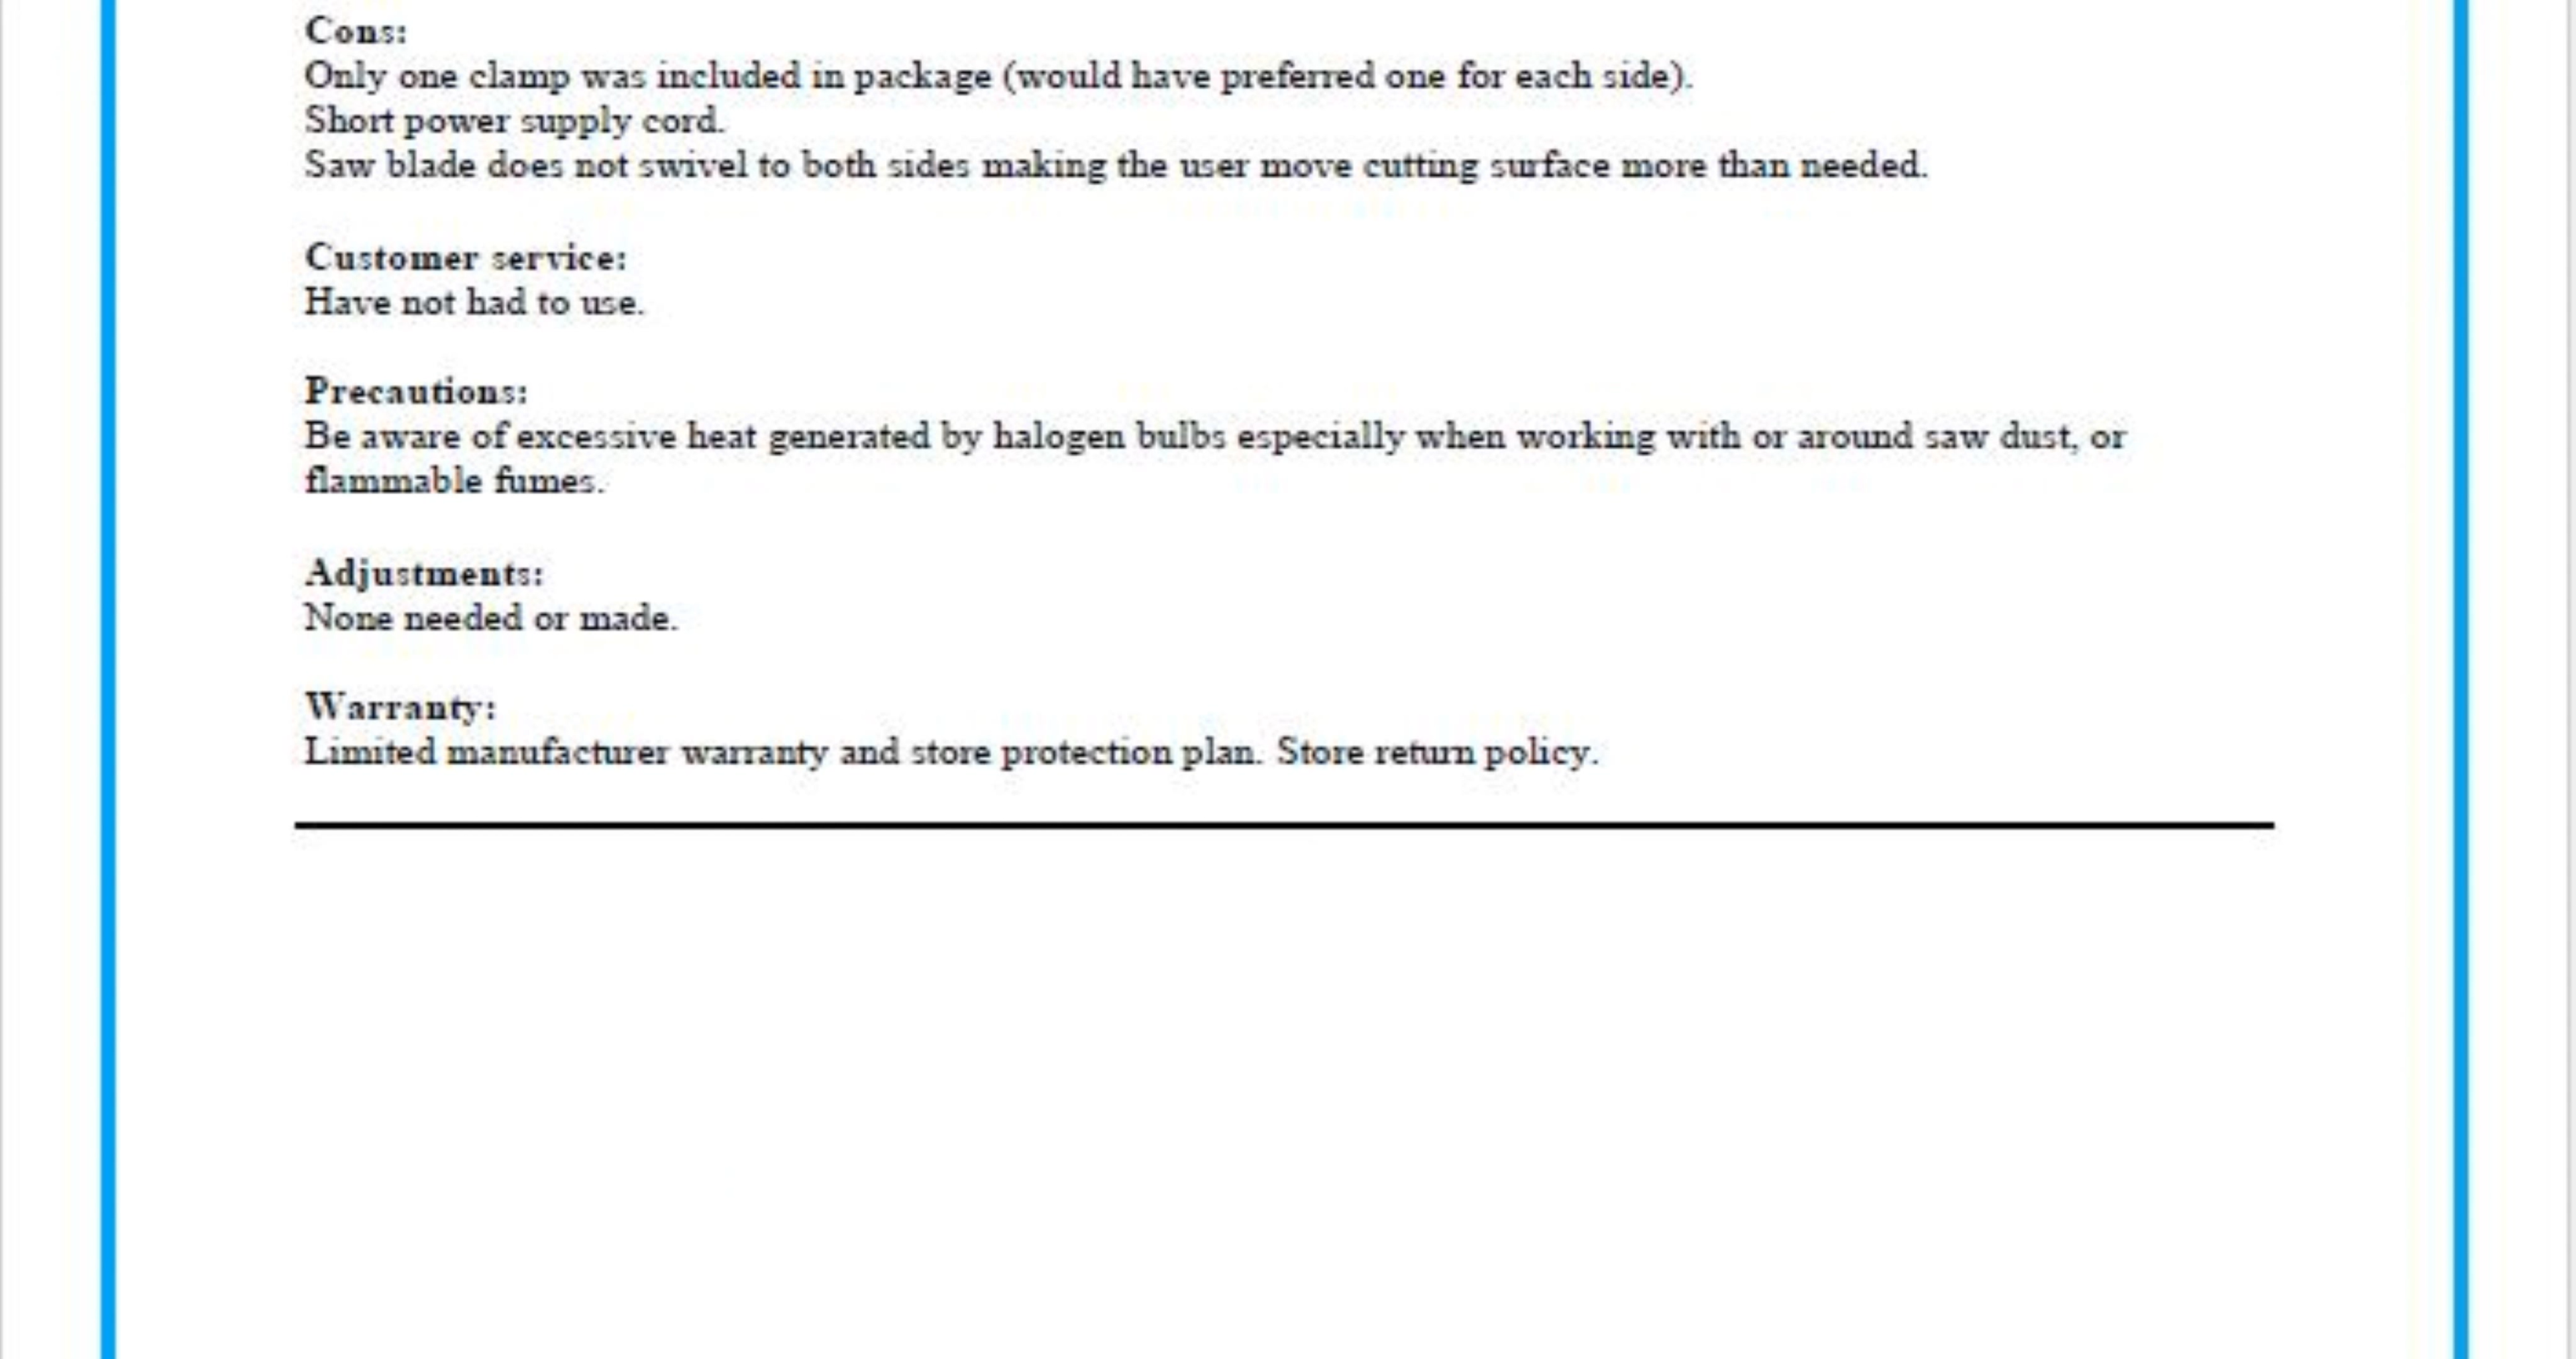 Cons:
Only one clamp was included in package (would have preferred one for each side).
Short power supply cord.
Saw blade does not swivel to both sides making the user move cutting surface more than needed.
Customer service:
Have not had to use.
Precautions:
Be aware of excessive heat generated by halogen bulbs especially when working with or around saw dust, or
flammable fumes.
Adjustments:
None needed or made.
Warranty:
Limited manufacturer warranty and store protection plan. Store return policy.